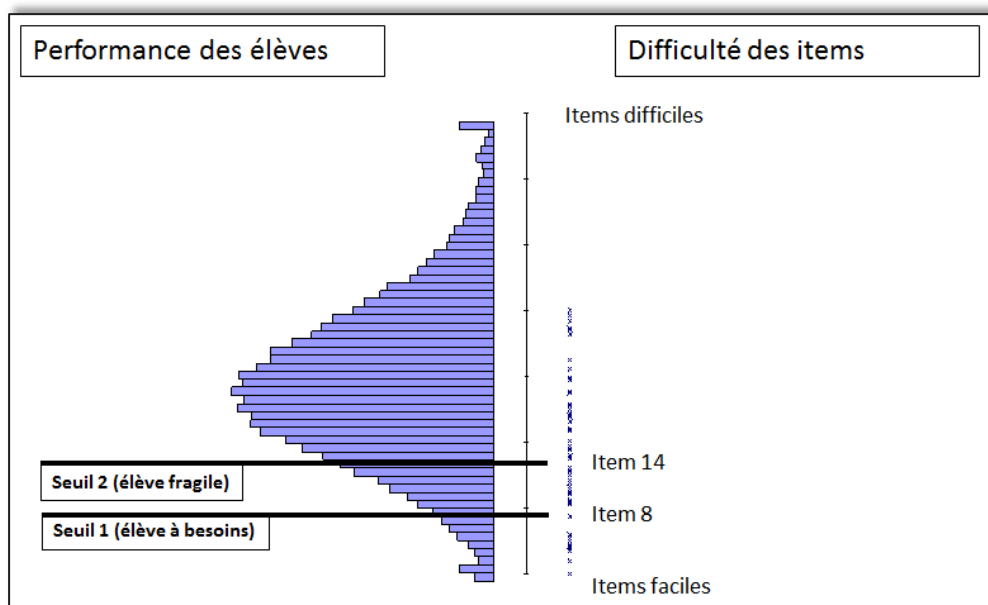 Performance des élèves
Difficulté des items
Items difficiles
Item 14
Seuil 2 (élève fragile)
Item 8
Seuil 1 (élève à besoins)
Items faciles